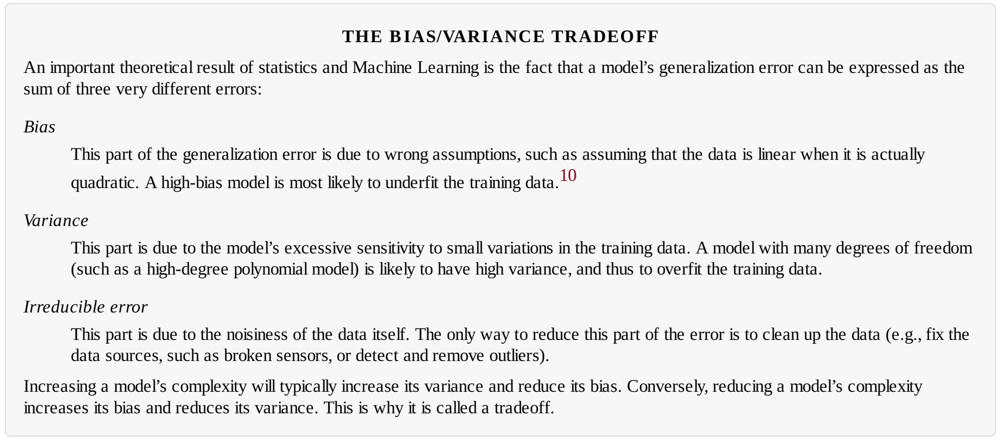 THE BIAS/VARIANCE TRADEOFF
An important theoretical result of statistics and Machine Learning is the fact that a model’s generalization error can be expressed as the
sum of three very different errors:
Bias
This part of the generalization error is due to wrong assumptions, such as assuming that the data is linear when it is actually
quadratic. A high-bias model is most likely to underfit the training data.10
Variance
This part is due to the model’s excessive sensitivity to small variations in the training data. A model with many degrees of freedom
(such as a high-degree polynomial model) is likely to have high variance, and thus to overfit the training data.
Irreducible error
This part is due to the noisiness of the data itself. The only way to reduce this part of the error is to clean up the data (e.g., fix the
data sources, such as broken sensors, or detect and remove outliers).
Increasing a model’s complexity will typically increase its variance and reduce its bias. Conversely, reducing a model’s complexity
increases its bias and reduces its variance. This is why it is called a tradeoff.